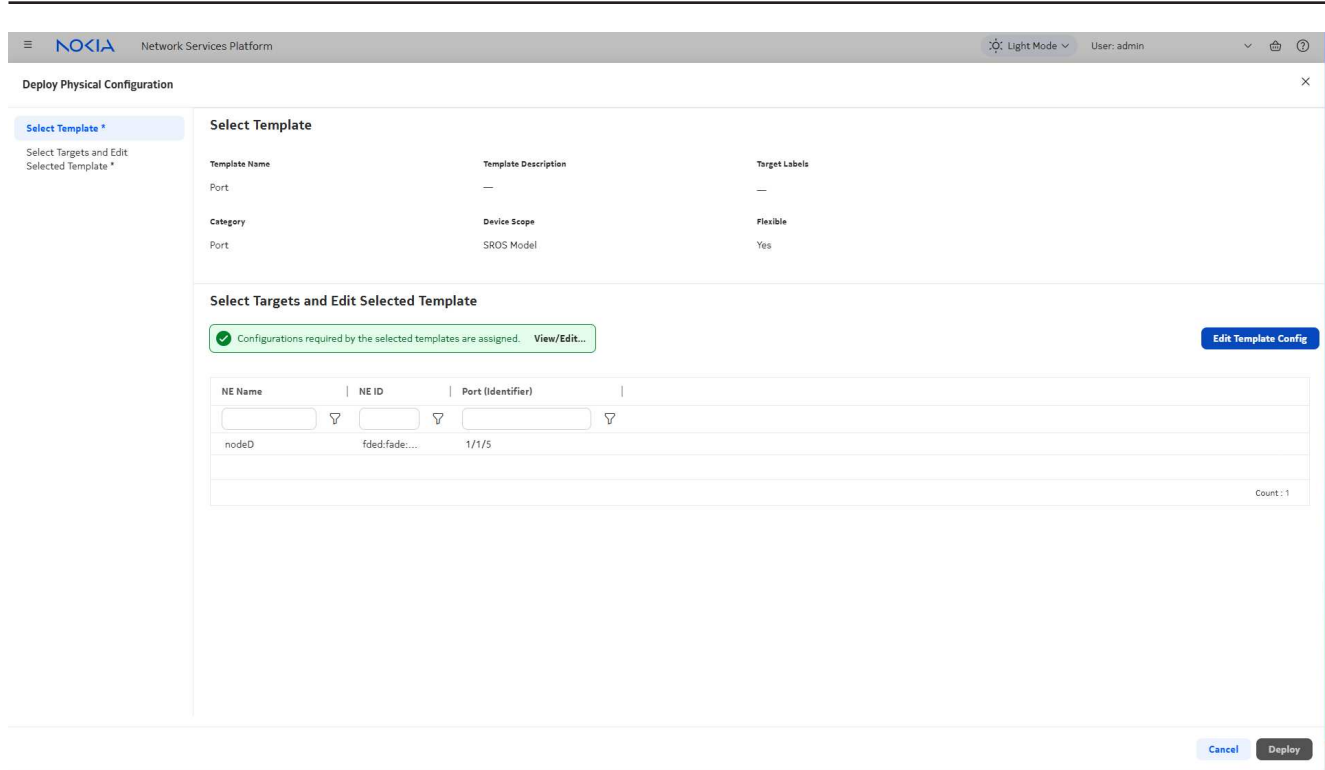 NOKIA Network Services Platform Light Mode User: admin
Deploy Physical Configuration
Select Template *
Select Targets and Edit
Selected Template *
Select Template
Template Name Template Description Target Labels
Port — —
Category Device Scope Flexible
Port SROS Model Yes
Select Targets and Edit Selected Template
Configurations required by the selected templates are assigned. View/Edit...
Edit Template Config
NE Name NE ID Port (Identifier)
nodeD fded:fade:... 1/1/5
Count : 1
Cancel Deploy